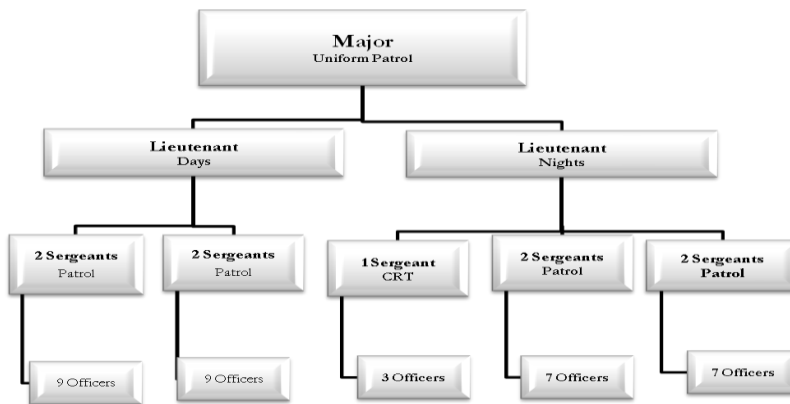 Major
Uniform Patrol
Lieutenant
Days
Lieutenant
Nights
2 Sergeants
Patrol
2 Sergeants
Patrol
1 Sergeant
CRT
2 Sergeants
Patrol
2 Sergeants
Patrol
9 Officers
9 Officers
3 Officers
7 Officers
7 Officers